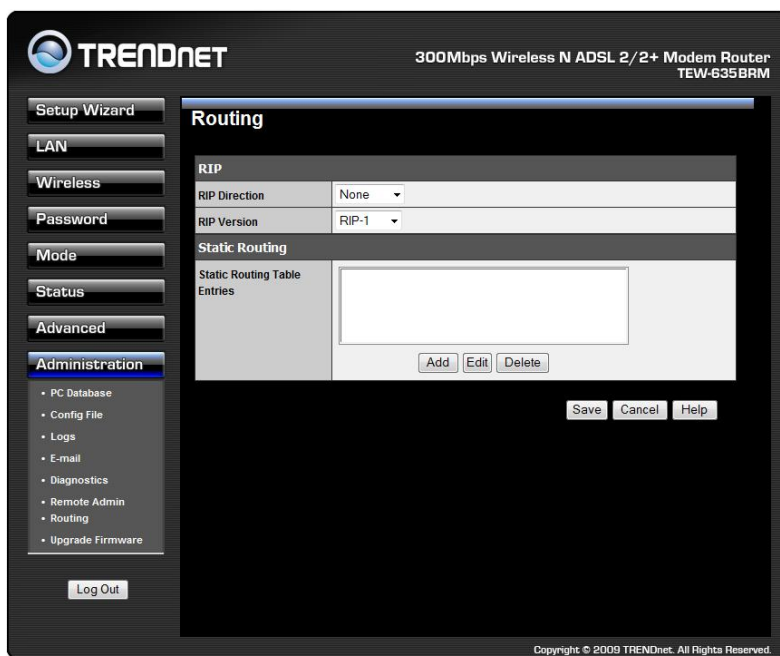 TRENDNET
300Mbps Wireless N ADSL 2/2+ Modem Router
TEW-635BRM
Setup Wizard
LAN
Wireless
Password
Mode
Status
Advanced
Administration
• PC Database
• Config File
• Logs
• E-mail
• Diagnostics
• Remote Admin
• Routing
• Upgrade Firmware
Log Out
Routing
RIP
RIP Direction None
RIP Version RIP-1
Static Routing
Static Routing Table
Entries
Add Edit Delete
Save Cancel Help
Copyright © 2009 TRENDnet. All Rights Reserved.